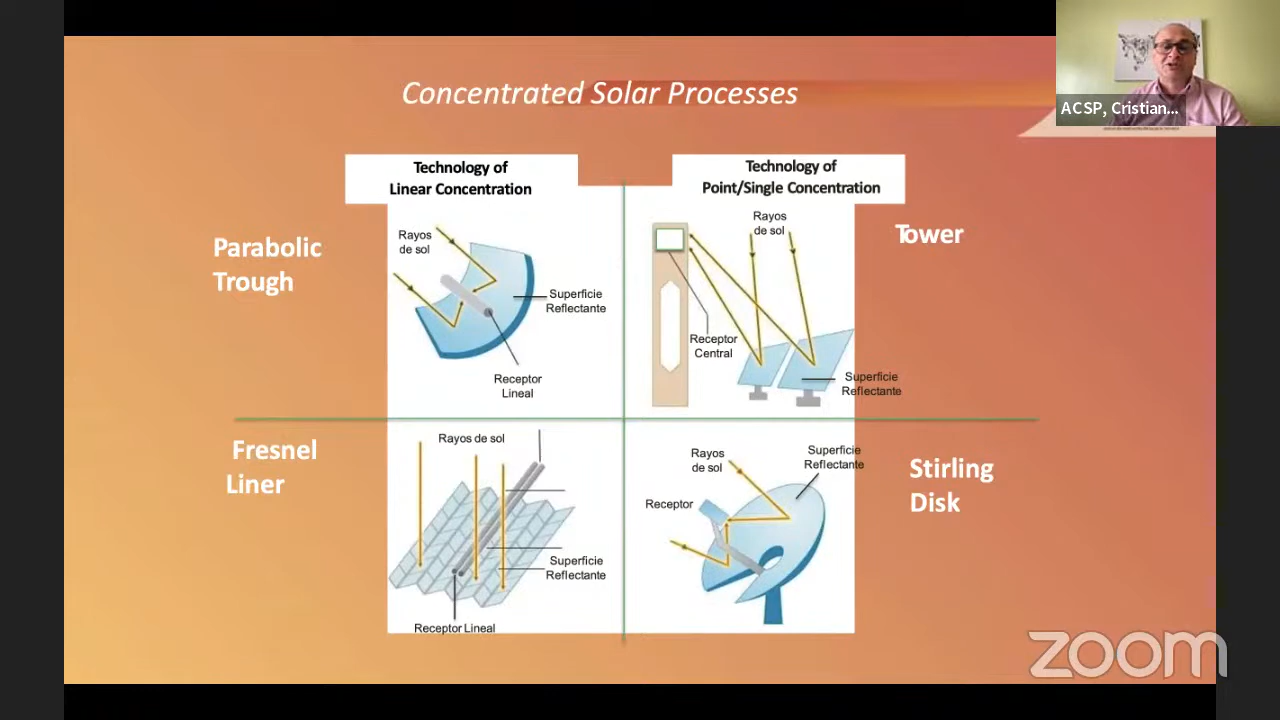 Concentrated Solar Processes
ACSP, Cristian...
Technology of
Linear Concentration
Technology of
Point/Single Concentration
Parabolic
Trough
Rayos
de sol
Superficie
Reflectante
Receptor
Lineal
Rayos
de sol
Receptor
Central
Superficie
Reflectante
Tower
Fresnel
Liner
Rayos de sol
Superficie
Reflectante
Receptor Lineal
Rayos
de sol
Superficie
Reflectante
Receptor
Stirling
Disk
zoom